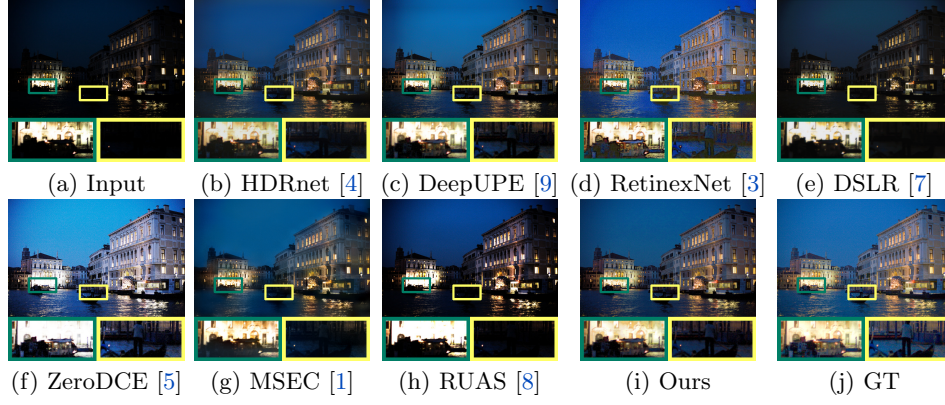 (a) Input (b) HDRnet [4] (c) DeepUPE [9] (d) RetinexNet [3] (e) DSLR [7]
(f) ZeroDCE [5] (g) MSEC [1] (h) RUAS [8] (i) Ours (j) GT